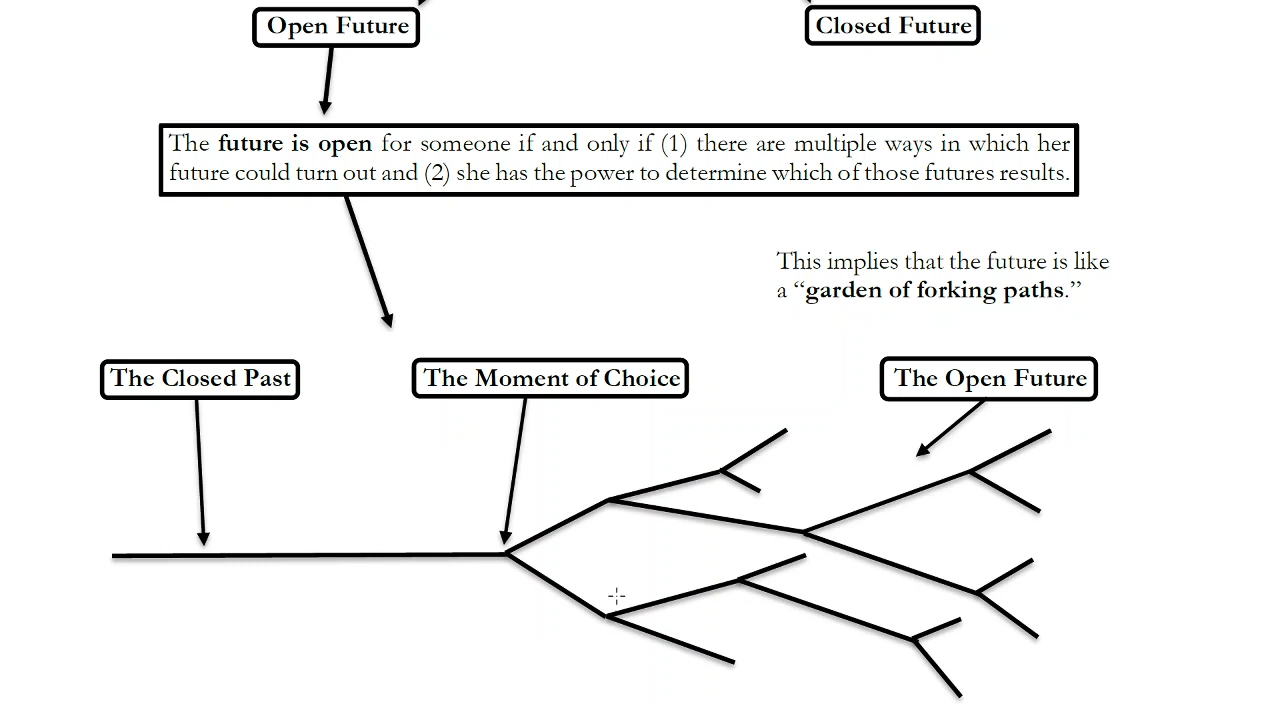 Open Future
Closed Future
The future is open for someone if and only if (1) there are multiple ways in which her
future could turn out and (2) she has the power to determine which of those futures results.
This implies that the future is like
a “garden of forking paths.”
The Closed Past
The Moment of Choice
The Open Future